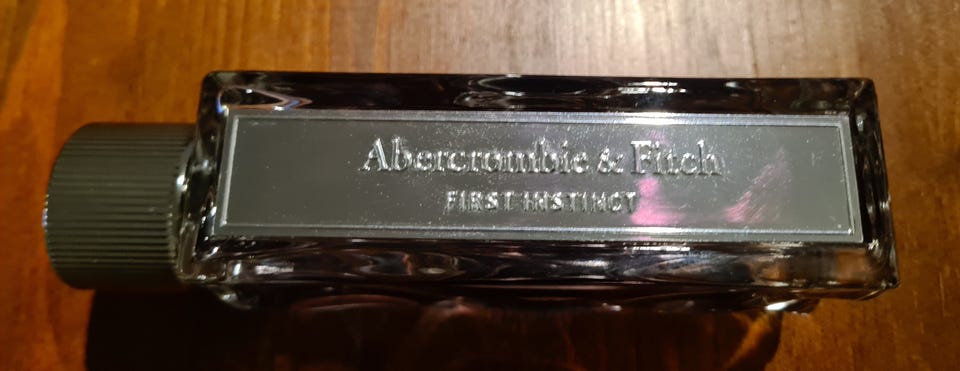 Abercrombie & Fitch
FIRST INSTINCT